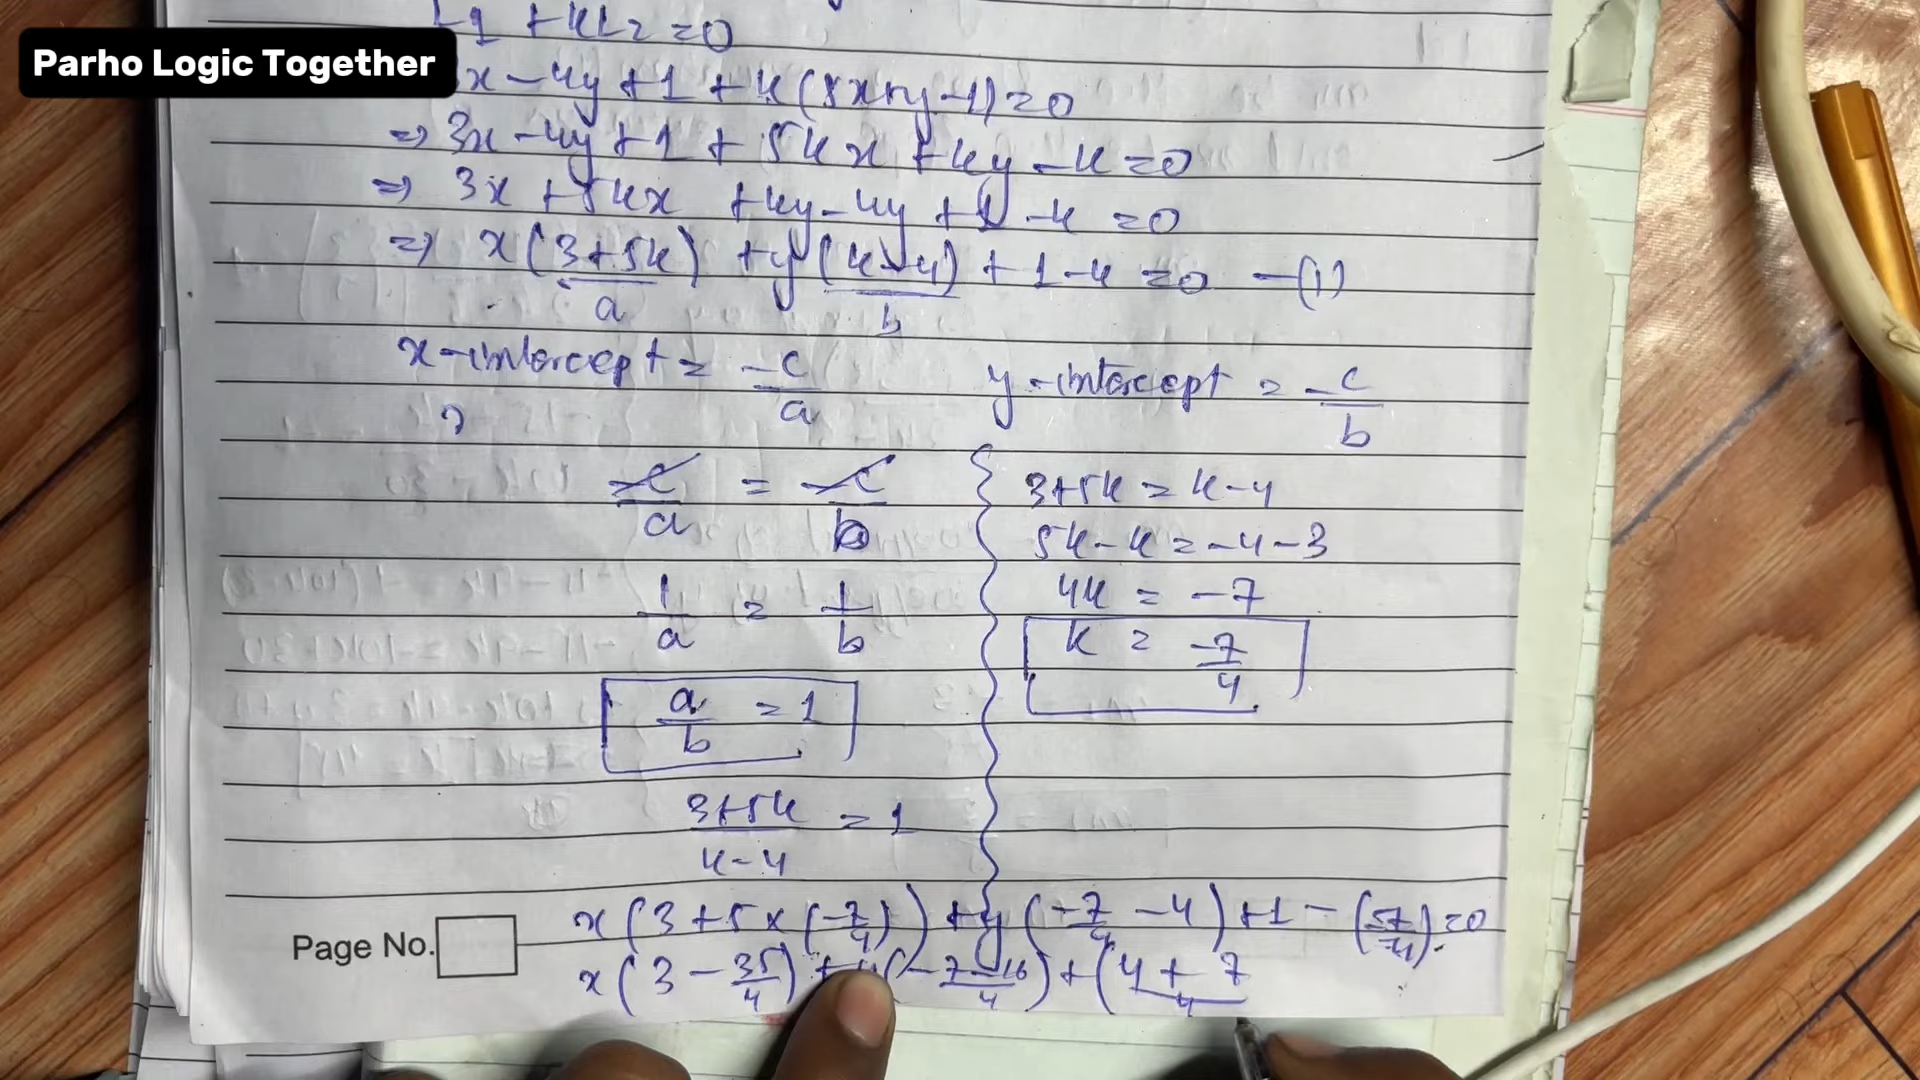 L1 + kL2 = 0
Parho Logic Together
3x - 4y + 1 + k(5x + y - 1) = 0
⇒ 3x - 4y + 1 + 5kx + ky - k = 0
⇒ 3x + 5kx + ky - 4y + 1 - k = 0
⇒ x(3 + 5k) + y(k - 4) + 1 - k = 0 - (1)
a b
x-intercept = -c/a y-intercept = -c/b
-c/a = -c/b
1/a = 1/b
a/b = 1
3+5k/k-4 = 1
3+5k = k-4
5k-k = -4-3
4k = -7
k = -7/4
x(3 + 5×(-7/4)) + y(-7/4 - 4) + 1 - = 0
Page No.
x(3 - 35/4) + y(-7-16/4) + (4+7/4